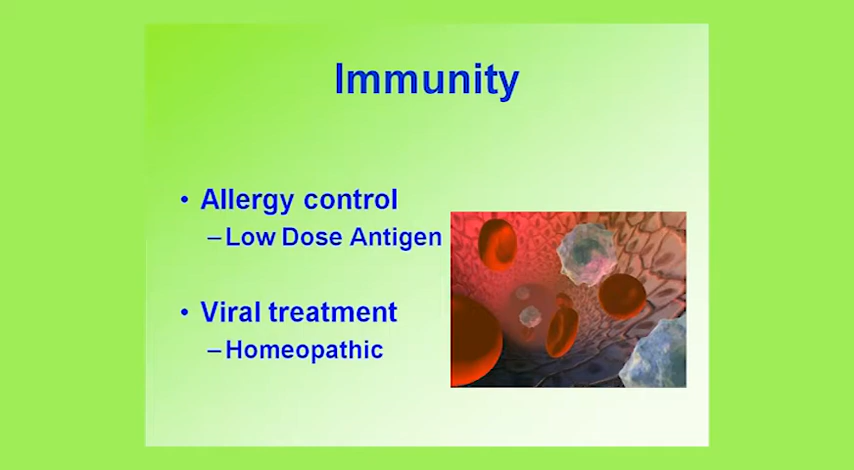 Immunity
• Allergy control
–Low Dose Antigen
• Viral treatment
–Homeopathic